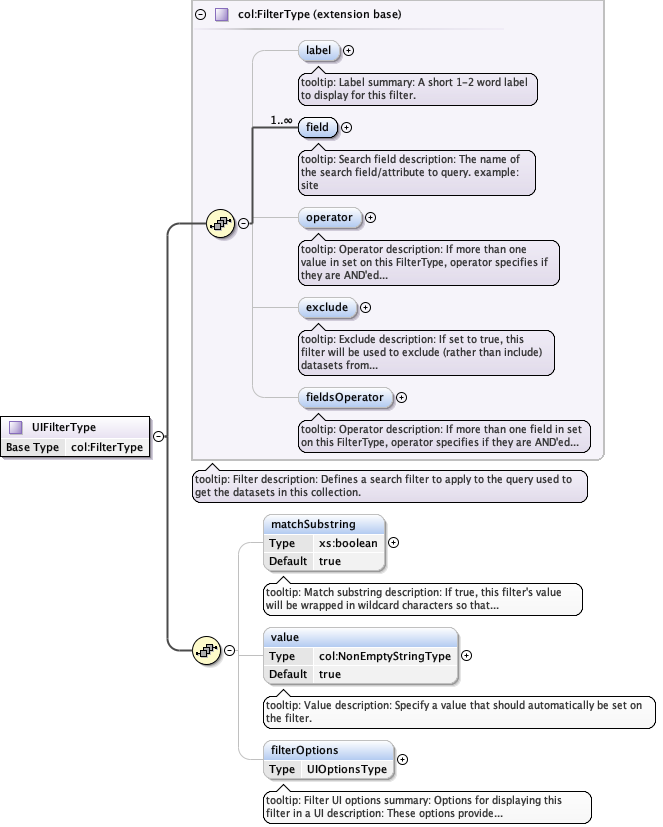 col:FilterType (extension base)
label
tooltip: Label summary: A short 1-2 word label
to display for this filter.
1..∞
field
tooltip: Search field description: The name of
the search field/attribute to query. example:
site
operator
tooltip: Operator description: If more than one
value in set on this FilterType, operator specifies if
they are AND'ed...
exclude
tooltip: Exclude description: If set to true, this
filter will be used to exclude (rather than include)
datasets from...
fieldsOperator
tooltip: Operator description: If more than one field in set
on this FilterType, operator specifies if they are AND'ed...
UIFilterType
Base Type col:FilterType
tooltip: Filter description: Defines a search filter to apply to the query used to
get the datasets in this collection.
matchSubstring
Type xs:boolean
Default true
tooltip: Match substring description: If true, this filter's value
will be wrapped in wildcard characters so that...
value
Type col:NonEmptyStringType
Default true
tooltip: Value description: Specify a value that should automatically be set on
the filter.
filterOptions
Type UIOptionsType
tooltip: Filter UI options summary: Options for displaying this
filter in a UI description: These options provide...